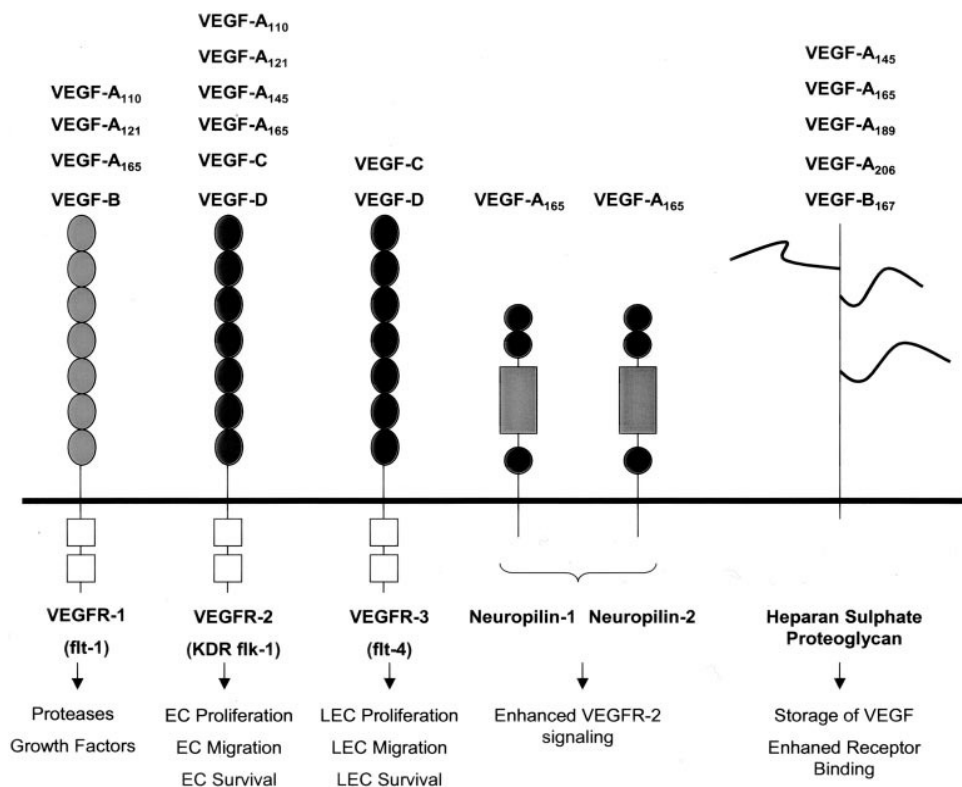 VEGF-A110
VEGF-A121
VEGF-A165
VEGF-B
VEGF-A110
VEGF-A121
VEGF-A145
VEGF-A165
VEGF-C
VEGF-D
VEGF-C
VEGF-D
VEGF-A165
VEGF-A165
VEGF-A145
VEGF-A165
VEGF-A189
VEGF-A206
VEGF-B167
VEGFR-1
(flt-1)
Proteases
Growth Factors
VEGFR-2
(KDR flk-1)
EC Proliferation
EC Migration
EC Survival
VEGFR-3
(flt-4)
LEC Proliferation
LEC Migration
LEC Survival
Neuropilin-1
Neuropilin-2
Enhanced VEGFR-2
signaling
Heparan Sulphate
Proteoglycan
Storage of VEGF
Enhaned Receptor
Binding